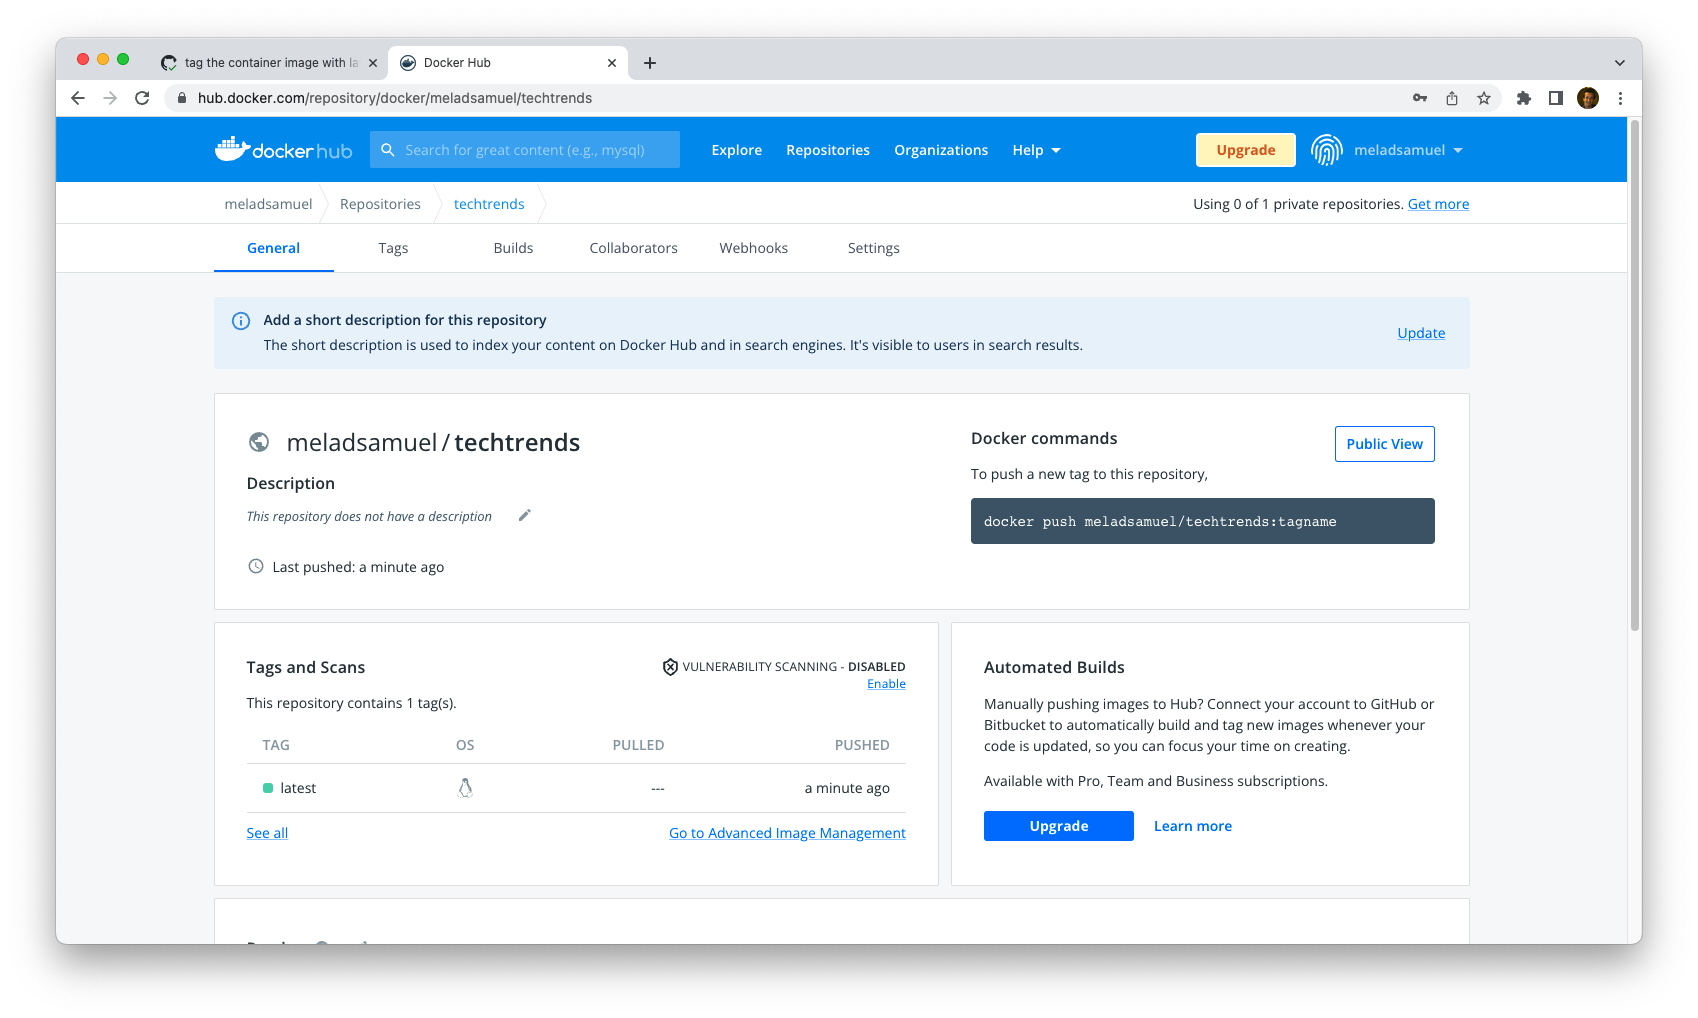 tag the container image with la
Docker Hub
hub.docker.com/repository/docker/meladsamuel/techtrends
docker hub
Search for great content (e.g., mysql)
Explore
Repositories
Organizations
Help
Upgrade
meladsamuel
meladsamuel
Repositories
techtrends
Using 0 of 1 private repositories. Get more
General
Tags
Builds
Collaborators
Webhooks
Settings
Add a short description for this repository
The short description is used to index your content on Docker Hub and in search engines. It's visible to users in search results.
Update
meladsamuel / techtrends
Description
This repository does not have a description
Last pushed: a minute ago
Docker commands
Public View
To push a new tag to this repository,
docker push meladsamuel/techtrends:tagname
Tags and Scans
VULNERABILITY SCANNING - DISABLED
Enable
This repository contains 1 tag(s).
TAG OS PULLED PUSHED
latest --- a minute ago
See all
Go to Advanced Image Management
Automated Builds
Manually pushing images to Hub? Connect your account to GitHub or
Bitbucket to automatically build and tag new images whenever your
code is updated, so you can focus your time on creating.
Available with Pro, Team and Business subscriptions.
Upgrade
Learn more